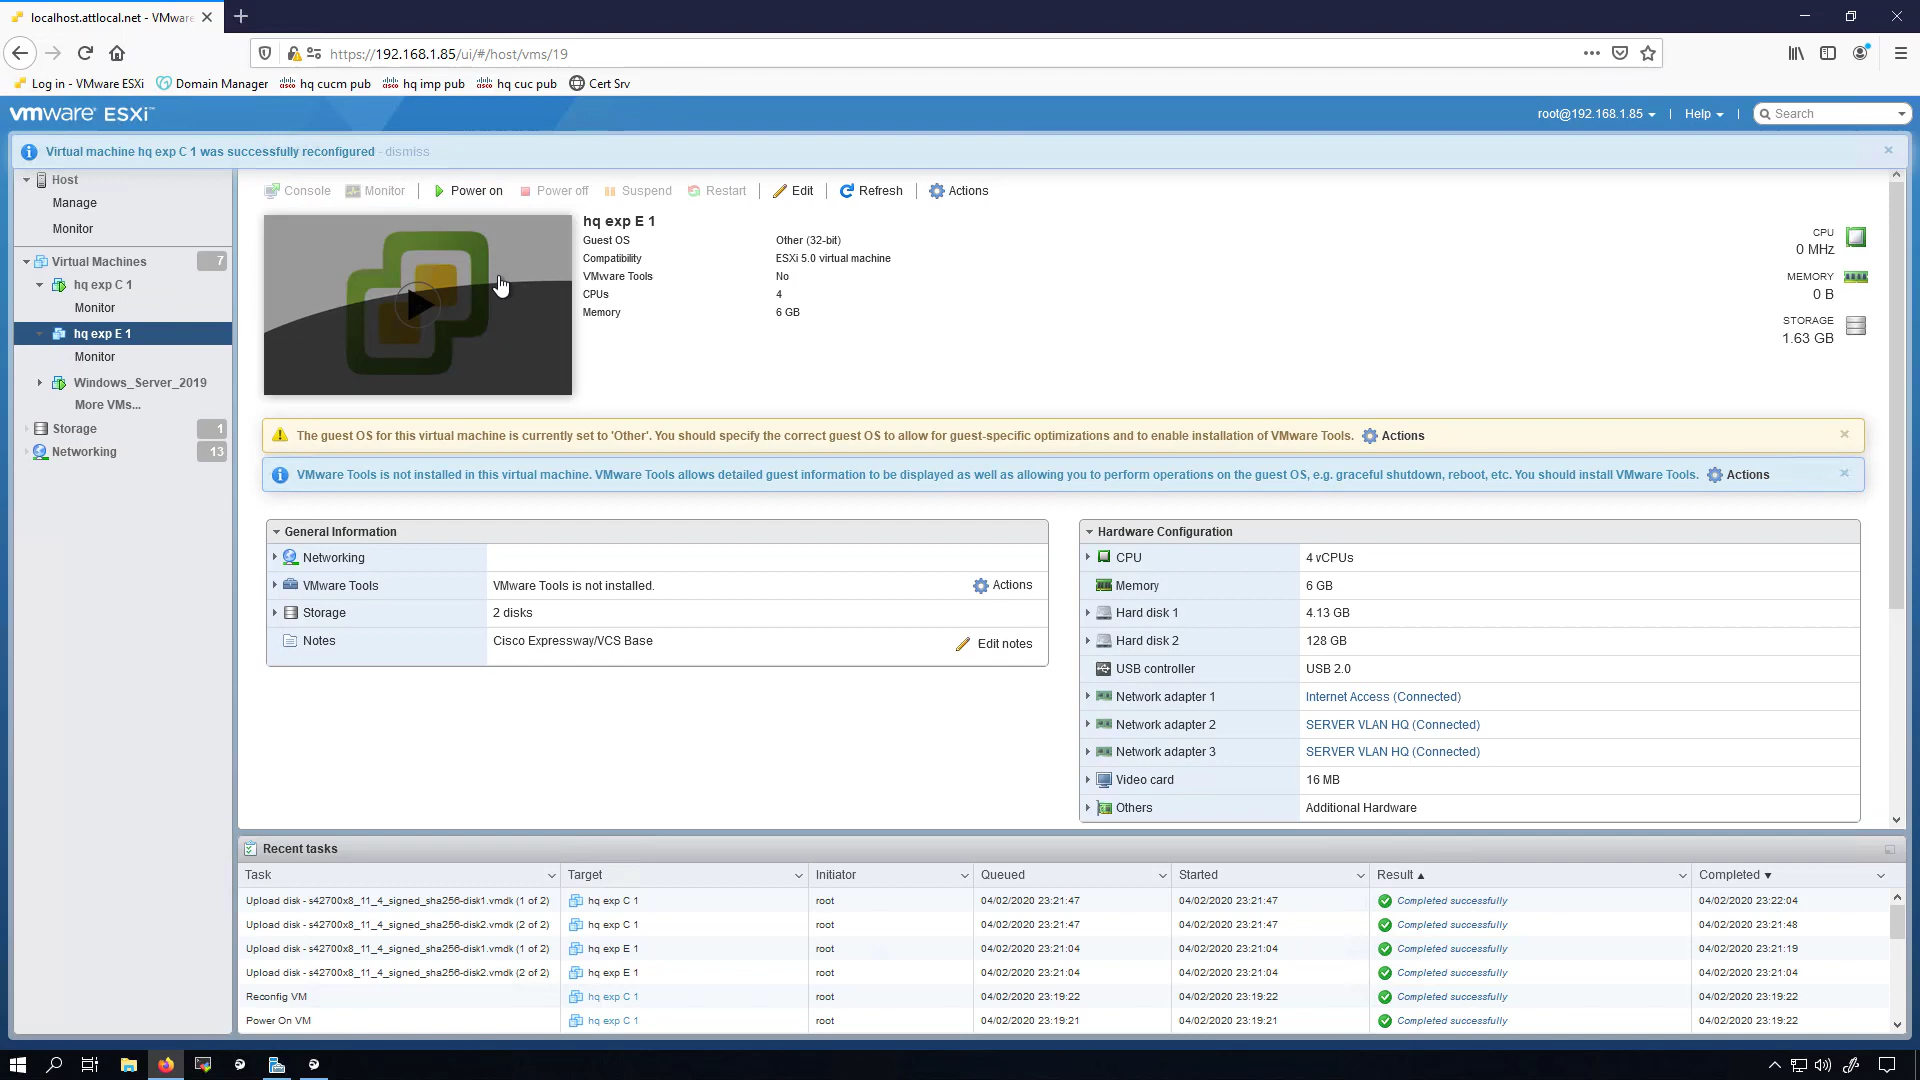 localhost.attlocal.net - VMware
https://192.168.1.85/ui/#/host/vms/19
Log in - VMware ESXi
Domain Manager
hq cucm pub
hq imp pub
hq cuc pub
Cert Srv
vmware ESXi
root@192.168.1.85
Help
Search
Virtual machine hq exp C 1 was successfully reconfigured - dismiss
Host
Manage
Monitor
Virtual Machines 7
hq exp C 1
Monitor
hq exp E 1
Monitor
Windows_Server_2019
More VMs...
Storage 1
Networking 13
Console
Monitor
Power on
Power off
Suspend
Restart
Edit
Refresh
Actions
hq exp E 1
Guest OS Other (32-bit)
Compatibility ESXi 5.0 virtual machine
VMware Tools No
CPUs 4
Memory 6 GB
CPU
0 MHz
MEMORY
0 B
STORAGE
1.63 GB
The guest OS for this virtual machine is currently set to 'Other'. You should specify the correct guest OS to allow for guest-specific optimizations and to enable installation of VMware Tools. Actions
VMware Tools is not installed in this virtual machine. VMware Tools allows detailed guest information to be displayed as well as allowing you to perform operations on the guest OS, e.g. graceful shutdown, reboot, etc. You should install VMware Tools. Actions
General Information
Networking
VMware Tools VMware Tools is not installed. Actions
Storage 2 disks
Notes Cisco Expressway/VCS Base Edit notes
Hardware Configuration
CPU 4 vCPUs
Memory 6 GB
Hard disk 1 4.13 GB
Hard disk 2 128 GB
USB controller USB 2.0
Network adapter 1 Internet Access (Connected)
Network adapter 2 SERVER VLAN HQ (Connected)
Network adapter 3 SERVER VLAN HQ (Connected)
Video card 16 MB
Others Additional Hardware
Recent tasks
Task Target Initiator Queued Started Result Completed
Upload disk - s42700x8_11_4_signed_sha256-disk1.vmdk (1 of 2) hq exp C 1 root 04/02/2020 23:21:47 04/02/2020 23:21:47 Completed successfully 04/02/2020 23:22:04
Upload disk - s42700x8_11_4_signed_sha256-disk2.vmdk (2 of 2) hq exp C 1 root 04/02/2020 23:21:47 04/02/2020 23:21:47 Completed successfully 04/02/2020 23:21:48
Upload disk - s42700x8_11_4_signed_sha256-disk1.vmdk (1 of 2) hq exp E 1 root 04/02/2020 23:21:04 04/02/2020 23:21:04 Completed successfully 04/02/2020 23:21:19
Upload disk - s42700x8_11_4_signed_sha256-disk2.vmdk (2 of 2) hq exp E 1 root 04/02/2020 23:21:04 04/02/2020 23:21:04 Completed successfully 04/02/2020 23:21:04
Reconfig VM hq exp C 1 root 04/02/2020 23:19:22 04/02/2020 23:19:22 Completed successfully 04/02/2020 23:19:22
Power On VM hq exp C 1 root 04/02/2020 23:19:21 04/02/2020 23:19:21 Completed successfully 04/02/2020 23:19:22